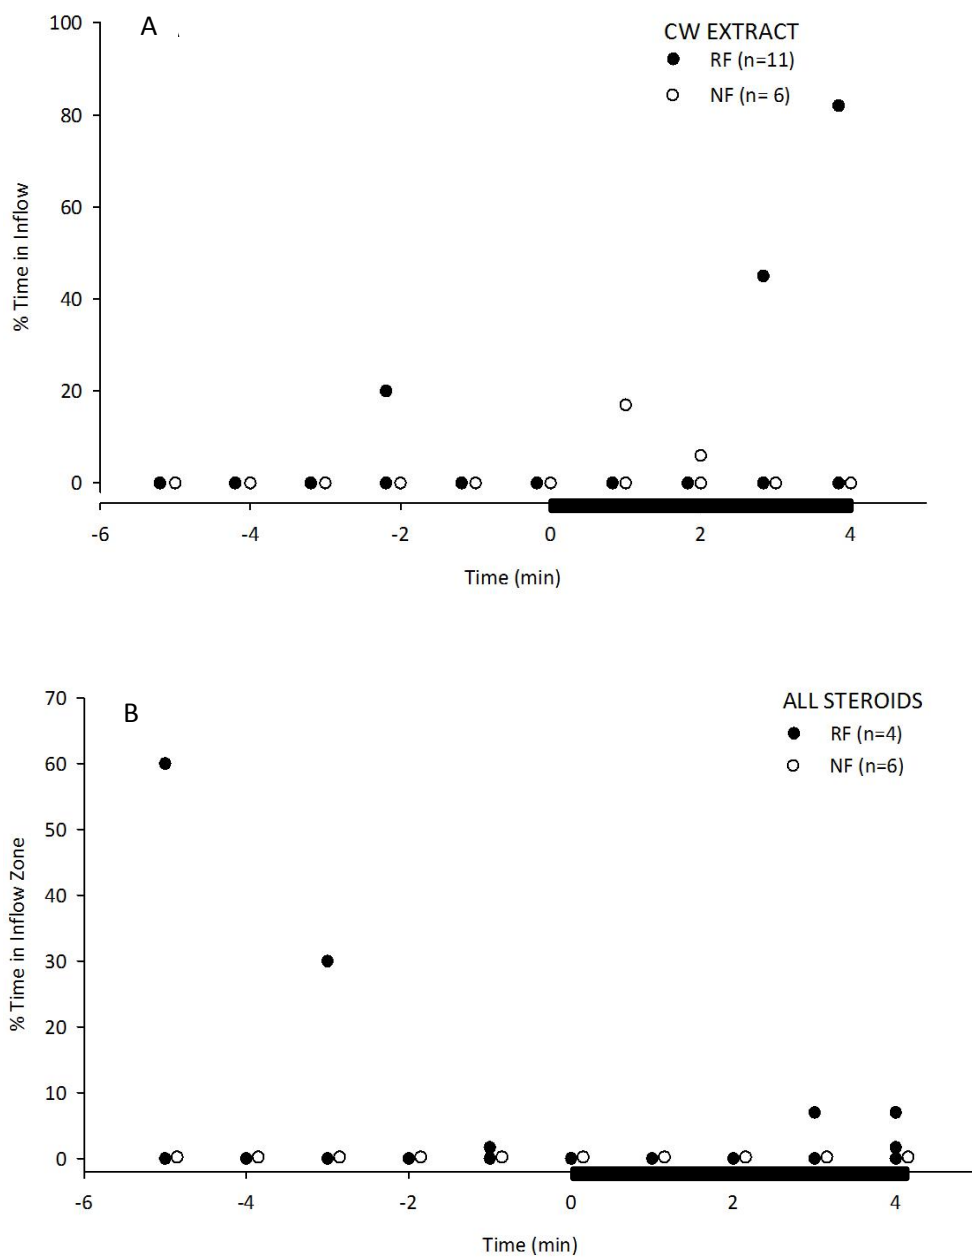 A
CW EXTRACT
RF (n=11)
NF (n= 6)
100
80
60
40
20
0
% Time in Inflow
-6 -4 -2 0 2 4
Time (min)
B
ALL STEROIDS
RF (n=4)
NF (n=6)
70
60
50
40
30
20
10
0
% Time in Inflow Zone
-6 -4 -2 0 2 4
Time (min)